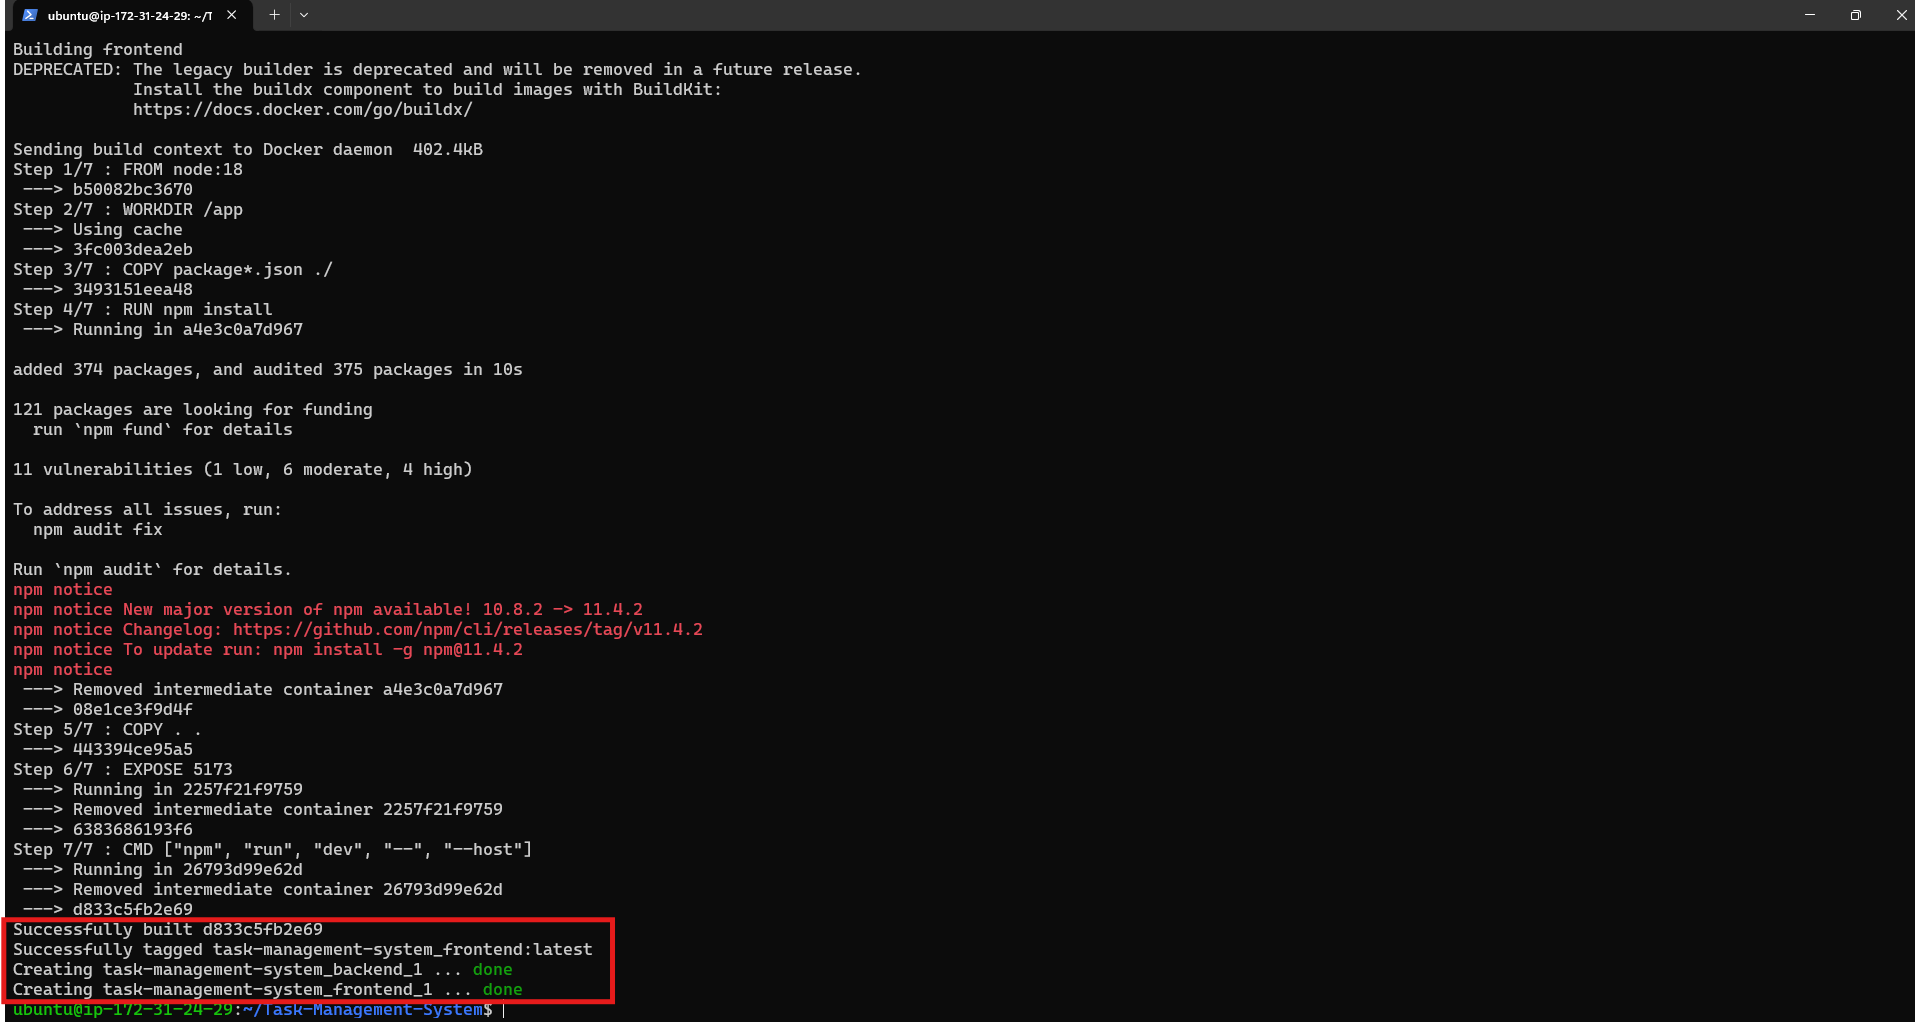 ubuntu@ip-172-31-24-29: ~/T
Building frontend
DEPRECATED: The legacy builder is deprecated and will be removed in a future release.
            Install the buildx component to build images with BuildKit:
            https://docs.docker.com/go/buildx/
Sending build context to Docker daemon  402.4kB
Step 1/7 : FROM node:18
 ---> b50082bc3670
Step 2/7 : WORKDIR /app
 ---> Using cache
 ---> 3fc003dea2eb
Step 3/7 : COPY package*.json ./
 ---> 3493151eea48
Step 4/7 : RUN npm install
 ---> Running in a4e3c0a7d967
added 374 packages, and audited 375 packages in 10s
121 packages are looking for funding
  run `npm fund` for details
11 vulnerabilities (1 low, 6 moderate, 4 high)
To address all issues, run:
  npm audit fix
Run `npm audit` for details.
npm notice
npm notice New major version of npm available! 10.8.2 -> 11.4.2
npm notice Changelog: https://github.com/npm/cli/releases/tag/v11.4.2
npm notice To update run: npm install -g npm@11.4.2
npm notice
 ---> Removed intermediate container a4e3c0a7d967
 ---> 08e1ce3f9d4f
Step 5/7 : COPY . .
 ---> 443394ce95a5
Step 6/7 : EXPOSE 5173
 ---> Running in 2257f21f9759
 ---> Removed intermediate container 2257f21f9759
 ---> 6383686193f6
Step 7/7 : CMD ["npm", "run", "dev", "--", "--host"]
 ---> Running in 26793d99e62d
 ---> Removed intermediate container 26793d99e62d
 ---> d833c5fb2e69
Successfully built d833c5fb2e69
Successfully tagged task-management-system_frontend:latest
Creating task-management-system_backend_1 ... done
Creating task-management-system_frontend_1 ... done
ubuntu@ip-172-31-24-29:~/Task-Management-System$